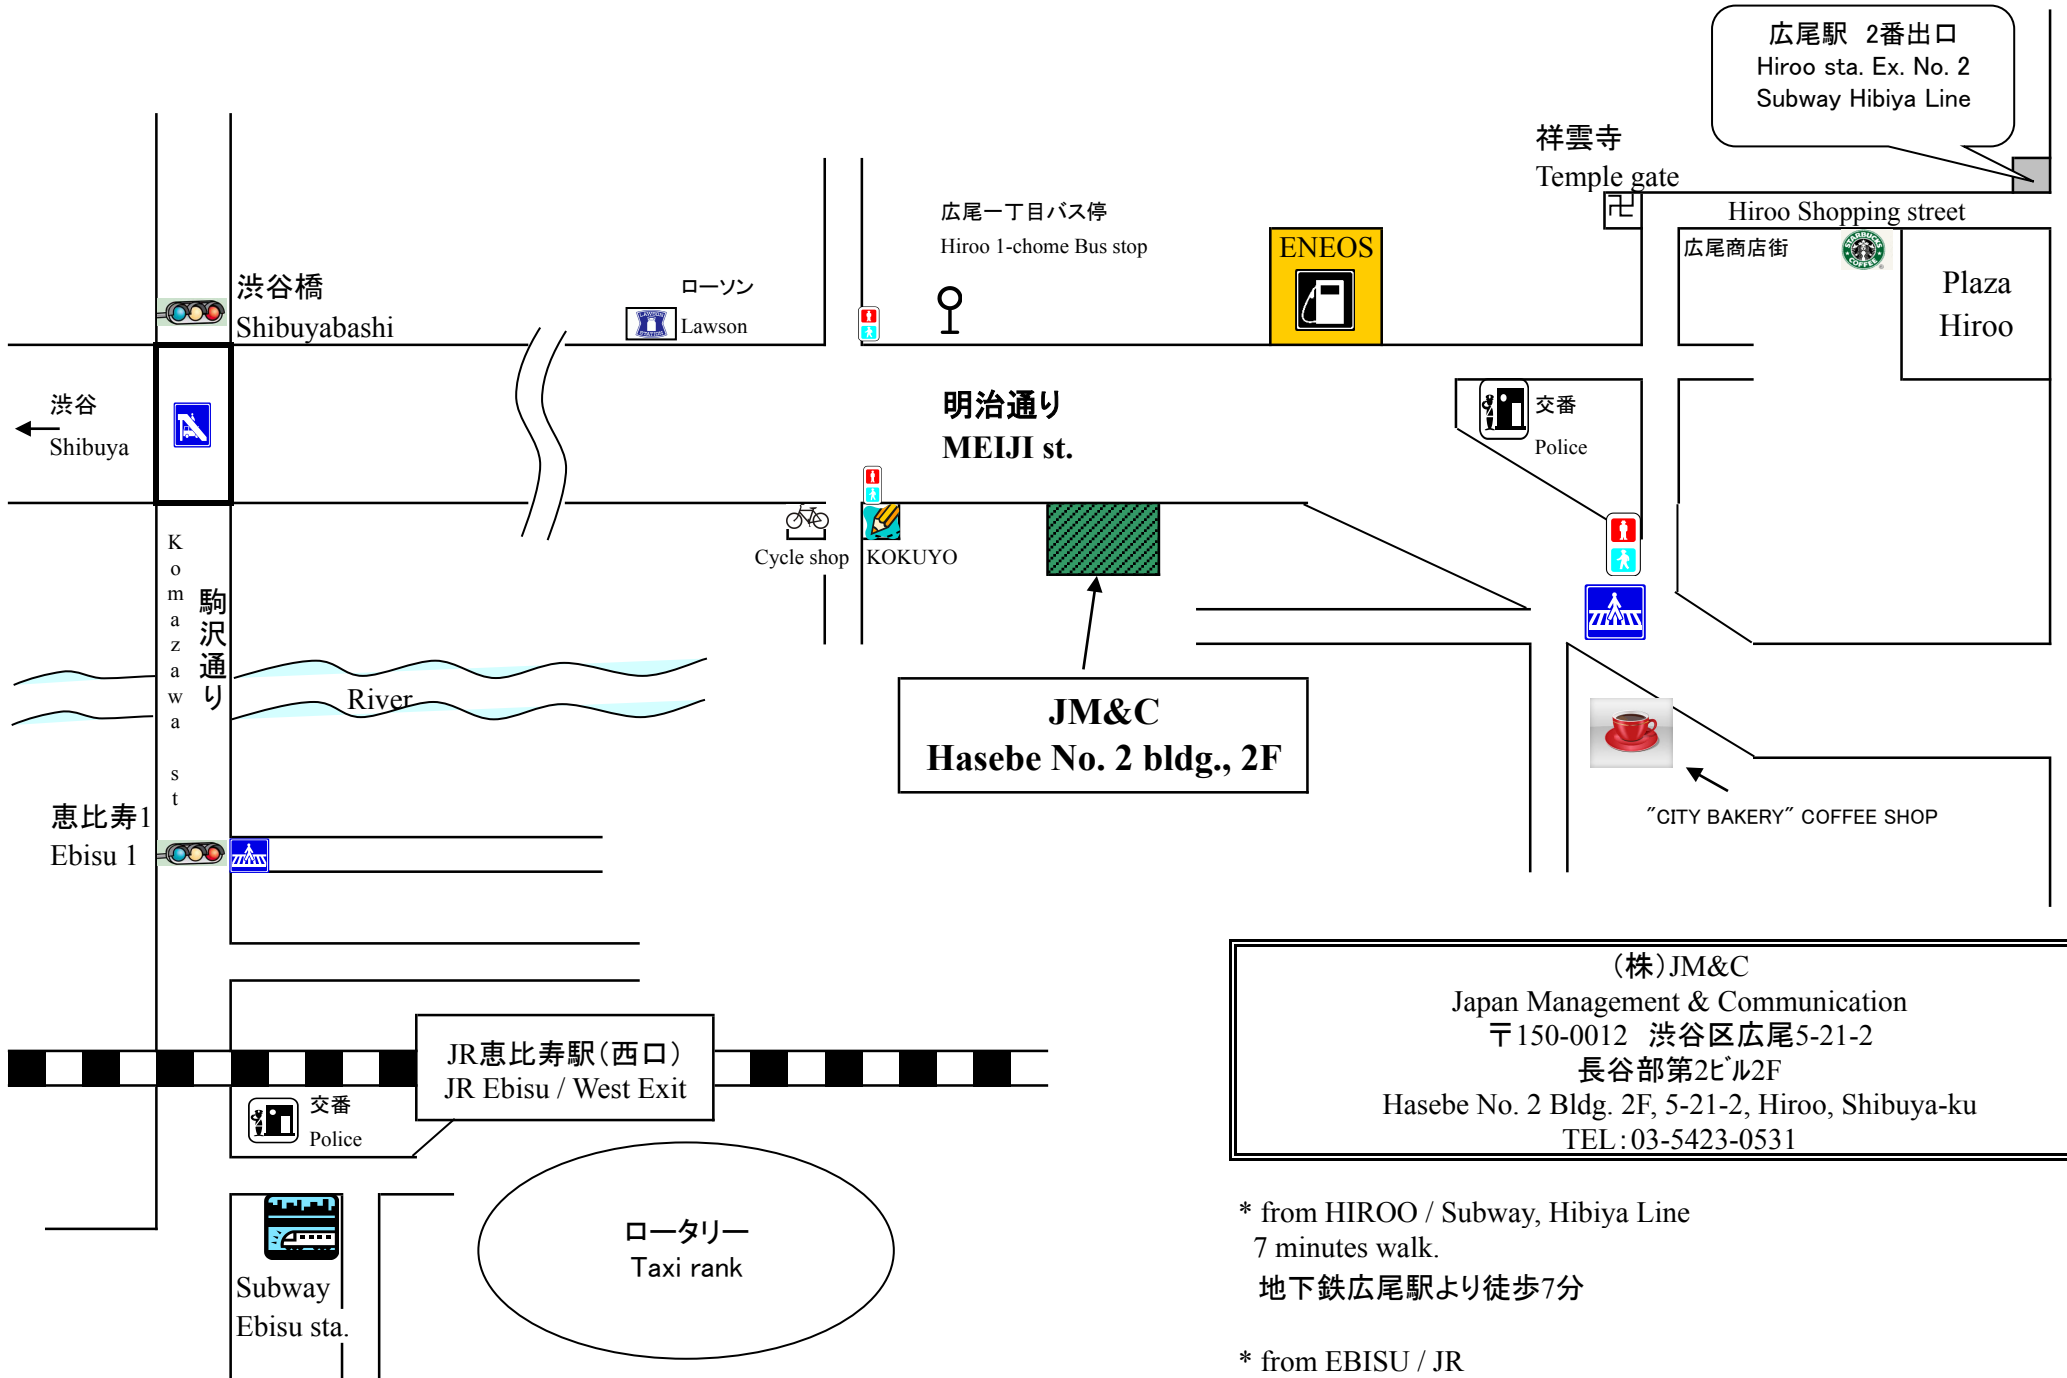 広尾駅　2番出口
Hiroo sta. Ex. No. 2
Subway Hibiya Line
祥雲寺
Temple gate
卍
Hiroo Shopping street
広尾商店街
STARBUCKS
COFFEE
Plaza
Hiroo
広尾一丁目バス停
Hiroo 1-chome Bus stop
ENEOS
渋谷橋
Shibuyabashi
ローソン
Lawson
渋谷
Shibuya
明治通り
MEIJI st.
交番
Police
Cycle shop
KOKUYO
Komazawa st
駒沢通り
River
JM&C
Hasebe No. 2 bldg., 2F
"CITY BAKERY" COFFEE SHOP
恵比寿1
Ebisu 1
（株）JM&C
Japan Management & Communication
〒150-0012　渋谷区広尾5-21-2
長谷部第2ﾋﾞﾙ2F
Hasebe No. 2 Bldg. 2F, 5-21-2, Hiroo, Shibuya-ku
TEL：03-5423-0531
JR恵比寿駅（西口）
JR Ebisu / West Exit
交番
Police
Subway
Ebisu sta.
ロータリー
Taxi rank
* from HIROO / Subway, Hibiya Line
7 minutes walk.
地下鉄広尾駅より徒歩7分
* from EBISU / JR